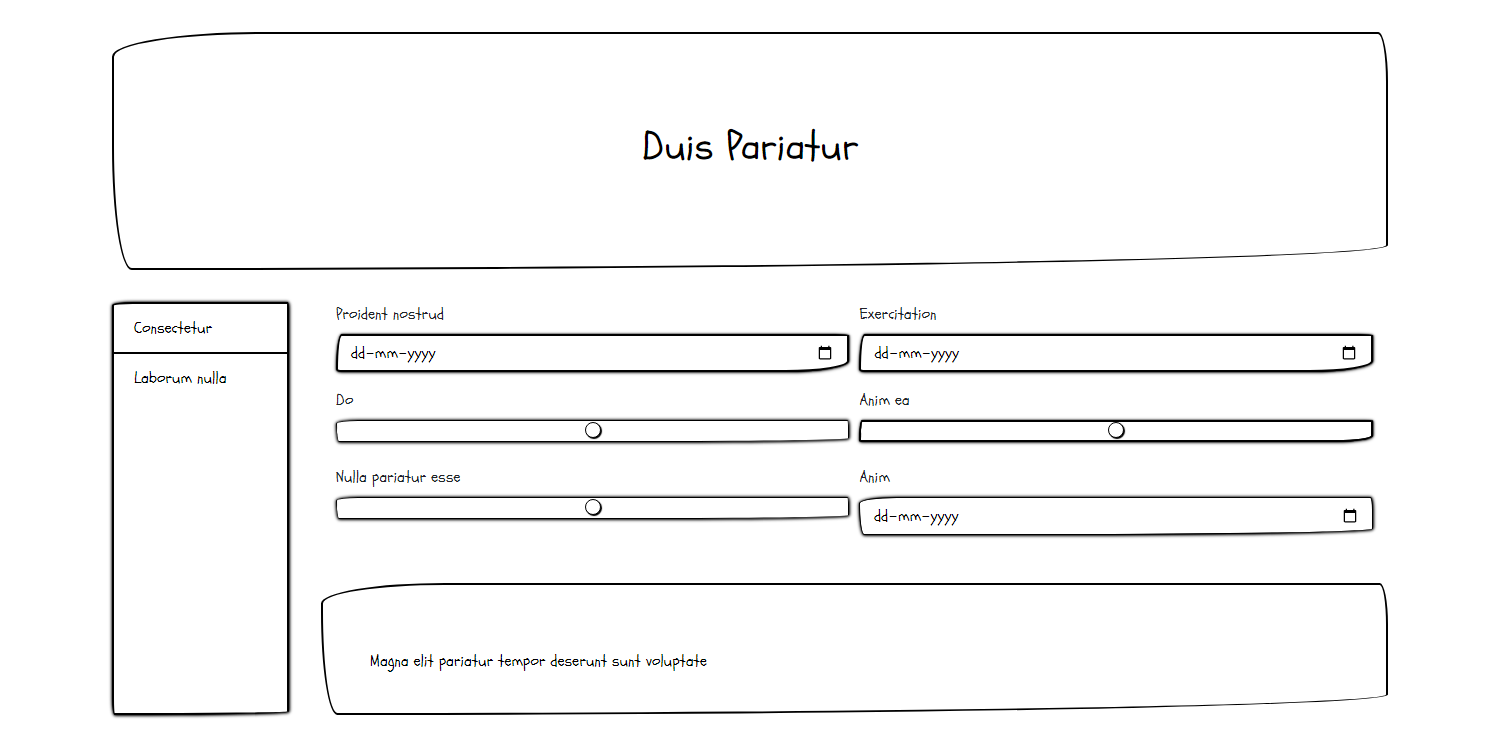 Duis Pariatur
Consectetur
Laborum nulla
Proident nostrud
dd-mm-yyyy
Exercitation
dd-mm-yyyy
Do
Anim ea
Nulla pariatur esse
Anim
dd-mm-yyyy
Magna elit pariatur tempor deserunt sunt voluptate